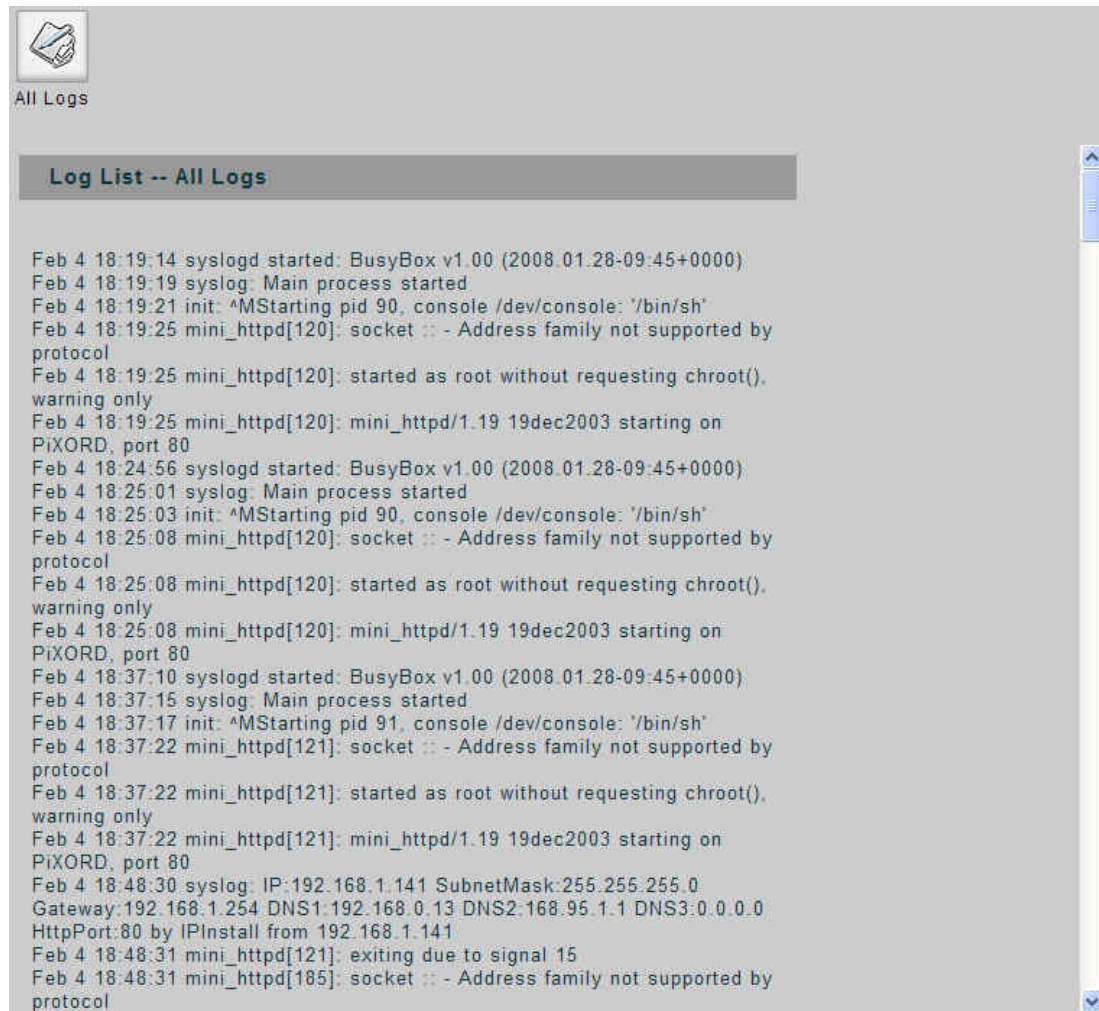 All Logs
Log List -- All Logs
Feb 4 18:19:14 syslogd started: BusyBox v1.00 (2008.01.28-09:45+0000)
Feb 4 18:19:19 syslog: Main process started
Feb 4 18:19:21 init: ^MStarting pid 90, console /dev/console: '/bin/sh'
Feb 4 18:19:25 mini_httpd[120]: socket :: - Address family not supported by
protocol
Feb 4 18:19:25 mini_httpd[120]: started as root without requesting chroot(),
warning only
Feb 4 18:19:25 mini_httpd[120]: mini_httpd/1.19 19dec2003 starting on
PiXORD, port 80
Feb 4 18:24:56 syslogd started: BusyBox v1.00 (2008.01.28-09:45+0000)
Feb 4 18:25:01 syslog: Main process started
Feb 4 18:25:03 init: ^MStarting pid 90, console /dev/console: '/bin/sh'
Feb 4 18:25:08 mini_httpd[120]: socket :: - Address family not supported by
protocol
Feb 4 18:25:08 mini_httpd[120]: started as root without requesting chroot(),
warning only
Feb 4 18:25:08 mini_httpd[120]: mini_httpd/1.19 19dec2003 starting on
PiXORD, port 80
Feb 4 18:37:10 syslogd started: BusyBox v1.00 (2008.01.28-09:45+0000)
Feb 4 18:37:15 syslog: Main process started
Feb 4 18:37:17 init: ^MStarting pid 91, console /dev/console: '/bin/sh'
Feb 4 18:37:22 mini_httpd[121]: socket :: - Address family not supported by
protocol
Feb 4 18:37:22 mini_httpd[121]: started as root without requesting chroot(),
warning only
Feb 4 18:37:22 mini_httpd[121]: mini_httpd/1.19 19dec2003 starting on
PiXORD, port 80
Feb 4 18:48:30 syslog: IP:192.168.1.141 SubnetMask:255.255.255.0
Gateway:192.168.1.254 DNS1:192.168.0.13 DNS2:168.95.1.1 DNS3:0.0.0.0
HttpPort:80 by IPInstall from 192.168.1.141
Feb 4 18:48:31 mini_httpd[121]: exiting due to signal 15
Feb 4 18:48:31 mini_httpd[185]: socket :: - Address family not supported by
protocol